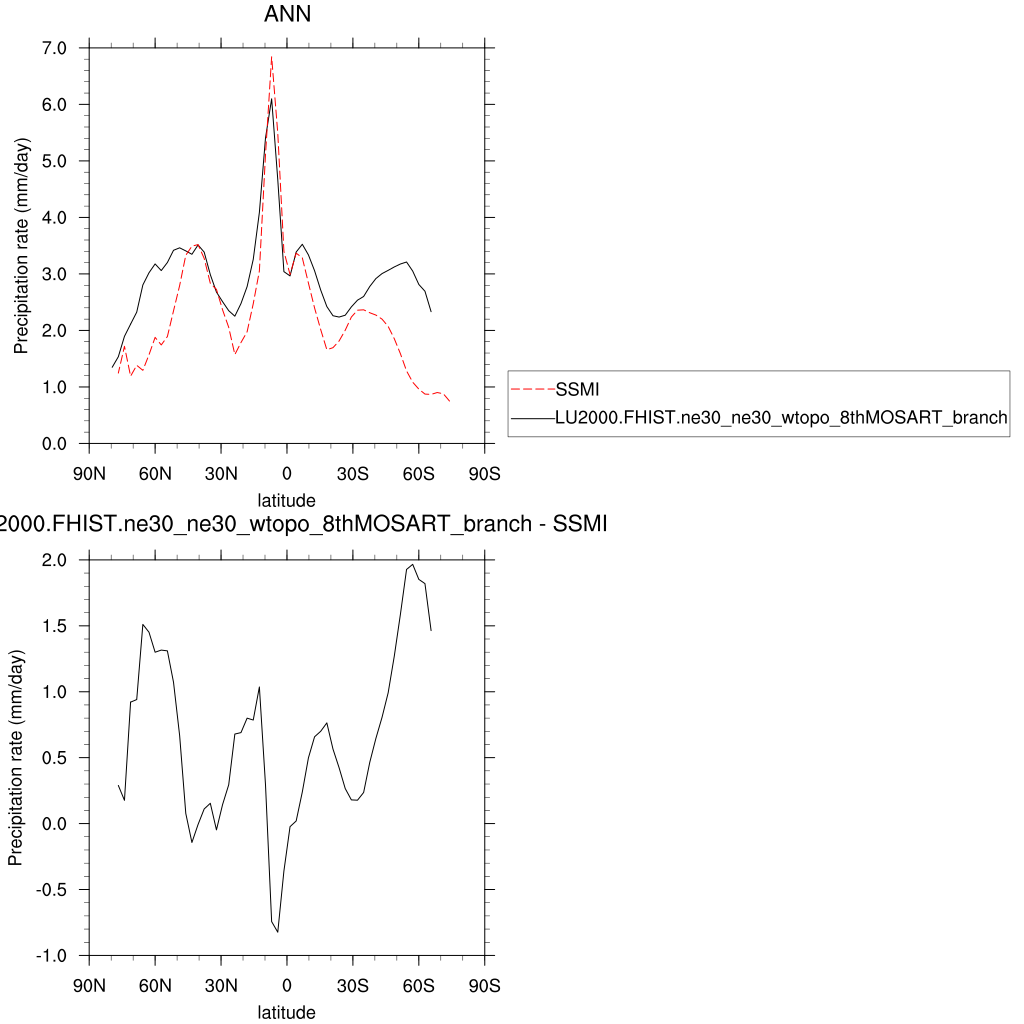 ANN
7.0
6.0
5.0
4.0
3.0
2.0
1.0
0.0
Precipitation rate (mm/day)
90N 60N 30N 0 30S 60S 90S
latitude
SSMI
LU2000.FHIST.ne30_ne30_wtopo_8thMOSART_branch
2000.FHIST.ne30_ne30_wtopo_8thMOSART_branch - SSMI
2.0
1.5
1.0
0.5
0.0
-0.5
-1.0
Precipitation rate (mm/day)
90N 60N 30N 0 30S 60S 90S
latitude